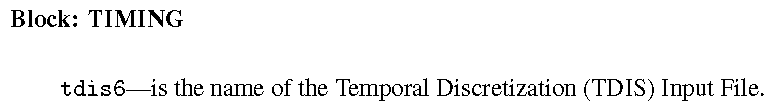 Block: TIMING
tdis6—is the name of the Temporal Discretization (TDIS) Input File.